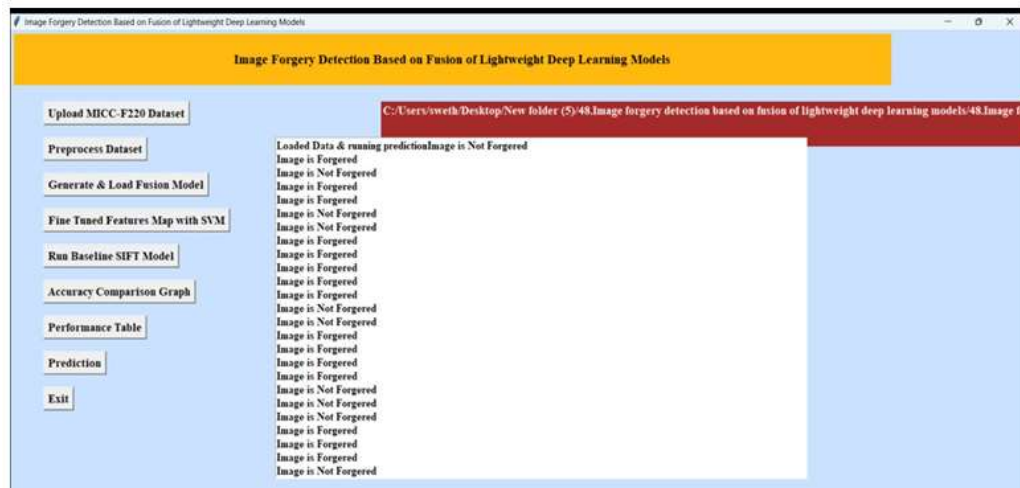 Image Forgery Detection Based on Fusion of Lightweight Deep Learning Models
Image Forgery Detection Based on Fusion of Lightweight Deep Learning Models
Upload MICC-F220 Dataset
C:/Users/sweth/Desktop/New folder (5)/48.Image forgery detection based on fusion of lightweight deep learning models/48.Image f
Preprocess Dataset
Generate & Load Fusion Model
Fine Tuned Features Map with SVM
Run Baseline SIFT Model
Accuracy Comparison Graph
Performance Table
Prediction
Exit
Loaded Data & running predictionImage is Not Forgered
Image is Forgered
Image is Not Forgered
Image is Forgered
Image is Forgered
Image is Not Forgered
Image is Not Forgered
Image is Forgered
Image is Forgered
Image is Forgered
Image is Forgered
Image is Forgered
Image is Not Forgered
Image is Not Forgered
Image is Forgered
Image is Forgered
Image is Forgered
Image is Forgered
Image is Not Forgered
Image is Not Forgered
Image is Not Forgered
Image is Forgered
Image is Forgered
Image is Forgered
Image is Not Forgered